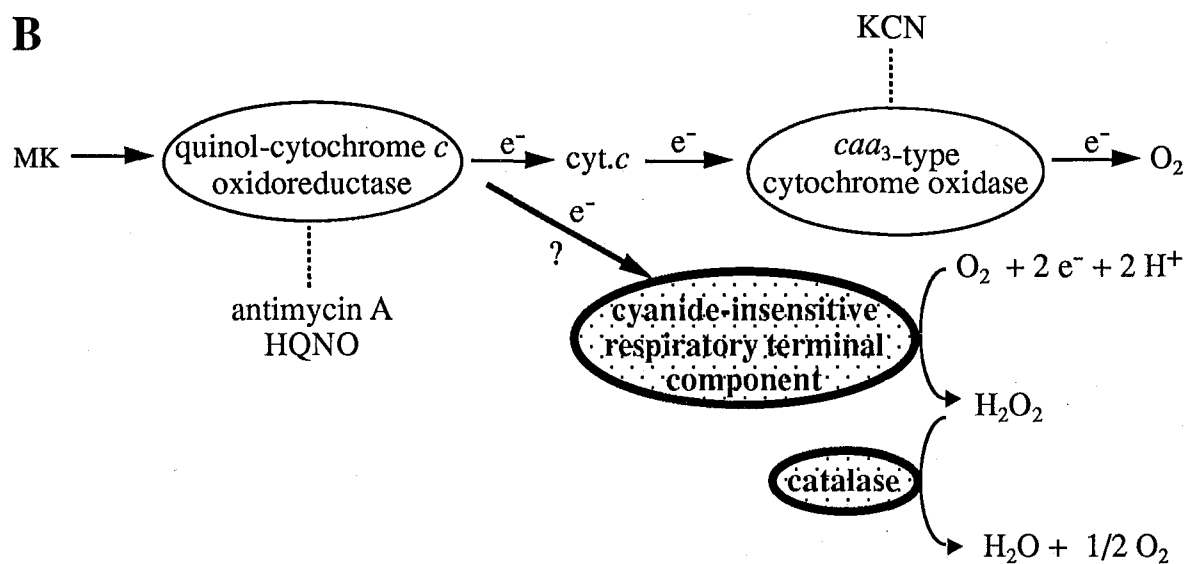 B
KCN
MK
quinol-cytochrome c
oxidoreductase
e⁻
cyt.c
e⁻
caa₃-type
cytochrome oxidase
e⁻
O₂
e⁻
?
antimycin A
HQNO
cyanide-insensitive
respiratory terminal
component
O₂ + 2 e⁻ + 2 H⁺
H₂O₂
catalase
H₂O + 1/2 O₂